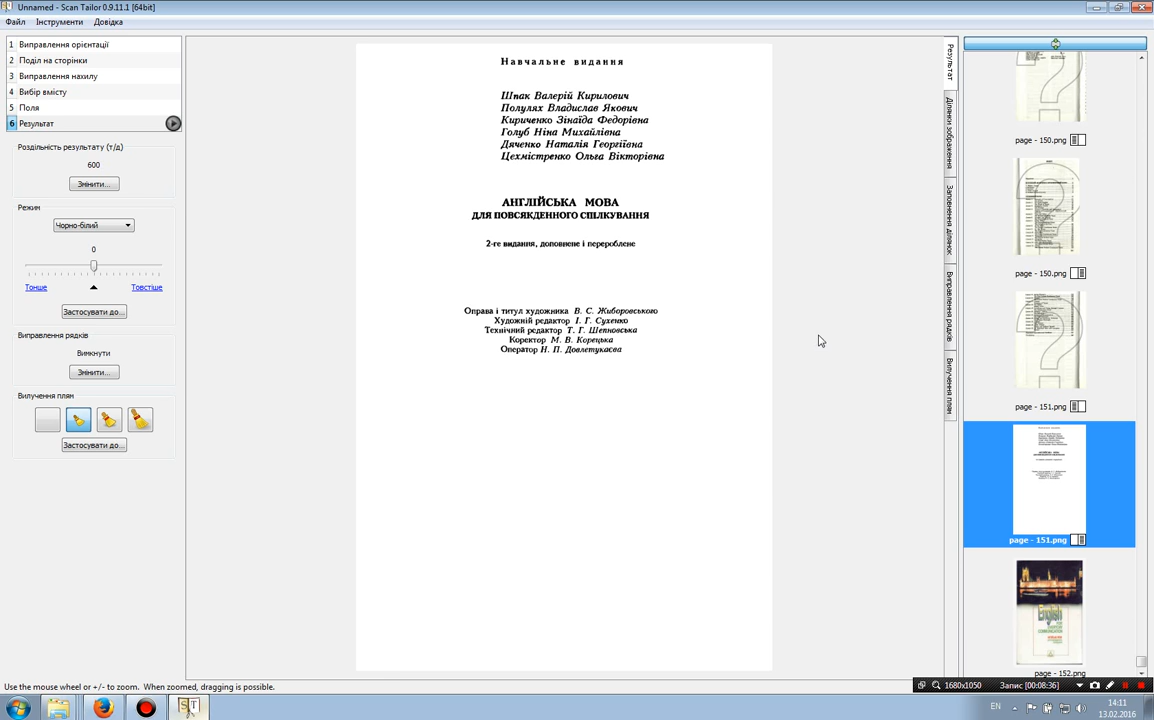 Unnamed - Scan Tailor 0.9.11.1 [64bit]
Файл Інструменти Довідка
1 Виправлення орієнтації
2 Поділ на сторінки
3 Виправлення нахилу
4 Вибір вмісту
5 Поля
6 Результат
Роздільність результату (т/д)
600
Змінити...
Режим
Чорно-білий
0
Тонше Товстіше
Застосувати до...
Виправлення рядків
Вимкнути
Змінити...
Вилучення плям
Застосувати до...
Навчальне видання
Шпак Валерій Кирилович
Полулях Владислав Якович
Кириченко Зінаїда Федорівна
Голуб Ніна Михайлівна
Дяченко Наталія Георгіївна
Цехмістренко Ольга Вікторівна
АНГЛІЙСЬКА МОВА
ДЛЯ ПОВСЯКДЕННОГО СПІЛКУВАННЯ
2-ге видання, доповнене і перероблене
Оправа і титул художника В. С. Жиборовського
Художній редактор І. Г. Сухенко
Технічний редактор Т. Г. Шепновська
Коректор М. В. Корецька
Оператор Н. П. Довлетукаєва
Результат
Ділянки зображення
Заповнення ділянок
Виправлення рядків
Вилучення плям
page - 150.png
page - 150.png
page - 151.png
page - 151.png
English
page - 152.png
Use the mouse wheel or +/- to zoom. When zoomed, dragging is possible.
1680x1050 Запис [00:08:36]
EN
14:11
13.02.2016